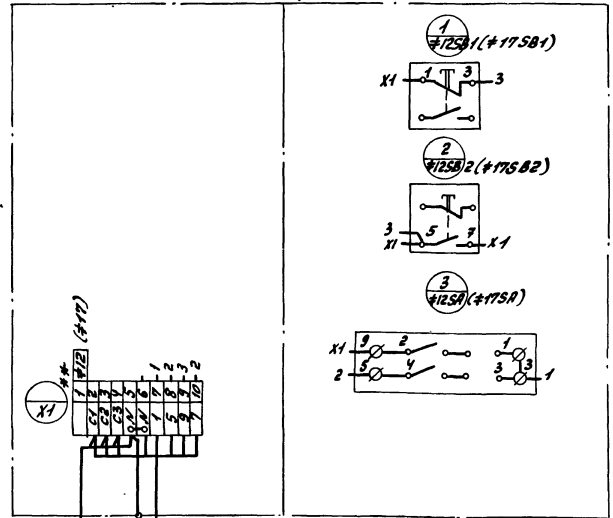 1
≠12SB1(≠17SB1)
X1 1 3 3
2
≠12SB2(≠17SB2)
3 5 7
X1 X1
3
≠12SA(≠17SA)
X1 9 2 1
2 5 4 3 3 1
** ≠12 (≠17)
X1
1
2 C1
3 C2
4 C3
5 N
6 N -
7 1 - 1
8 5 - 2
9 9 - 3
10 7 - 2